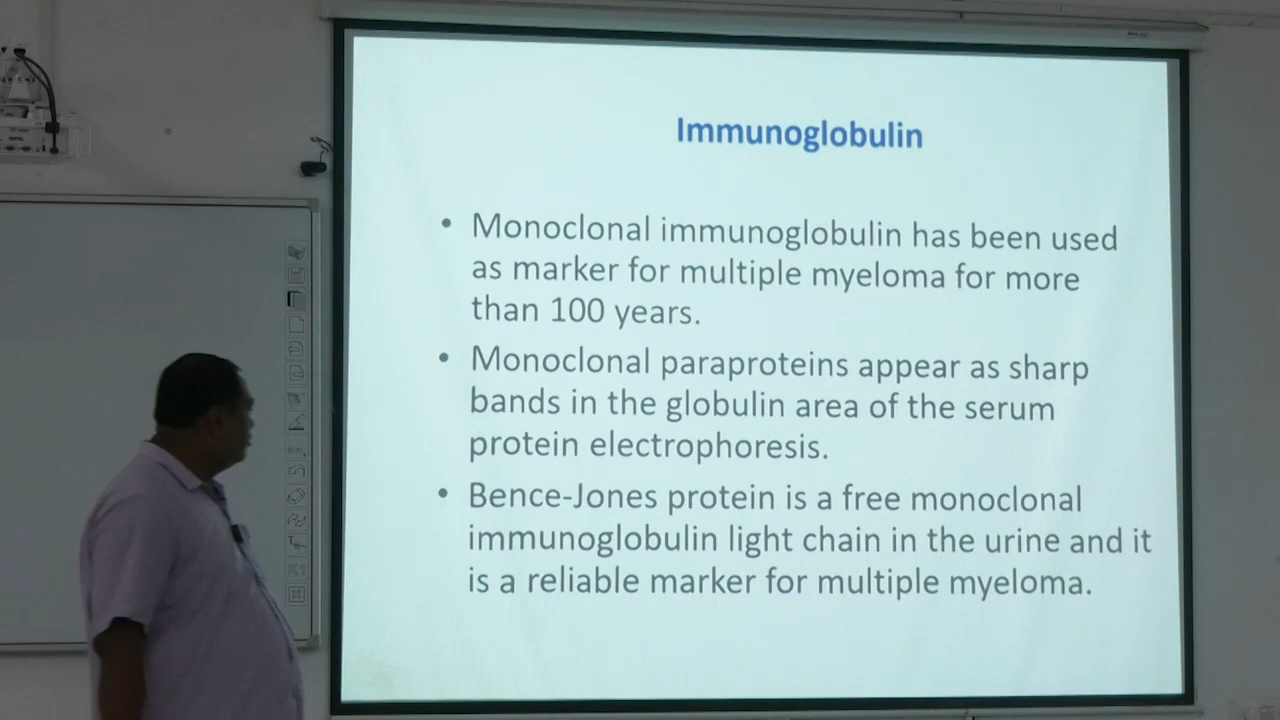 Immunoglobulin
• Monoclonal immunoglobulin has been used
as marker for multiple myeloma for more
than 100 years.
• Monoclonal paraproteins appear as sharp
bands in the globulin area of the serum
protein electrophoresis.
• Bence-Jones protein is a free monoclonal
immunoglobulin light chain in the urine and it
is a reliable marker for multiple myeloma.